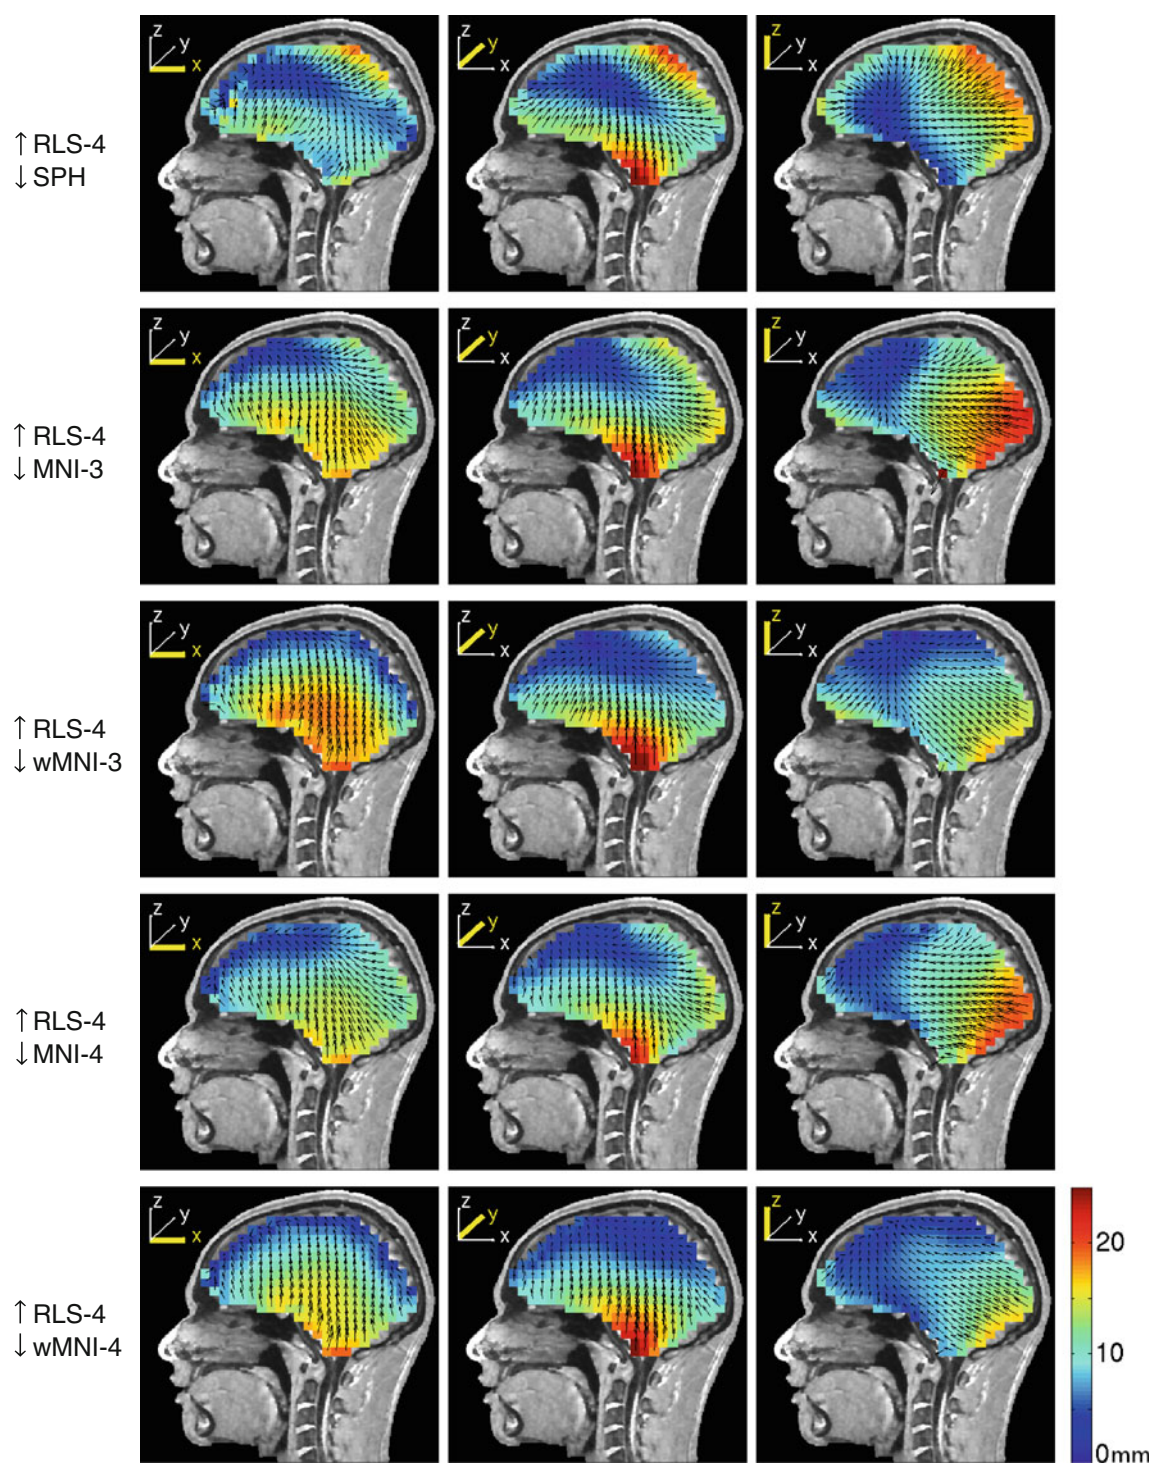 z y x
z y x
z y x
↑ RLS-4
↓ SPH
z y x
z y x
z y x
↑ RLS-4
↓ MNI-3
z y x
z y x
z y x
↑ RLS-4
↓ wMNI-3
z y x
z y x
z y x
↑ RLS-4
↓ MNI-4
z y x
z y x
z y x
↑ RLS-4
↓ wMNI-4
20
10
0mm